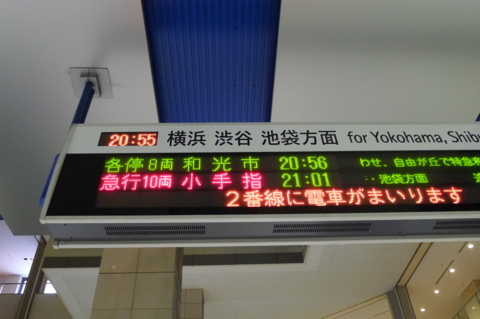 20:55 横浜 渋谷 池袋方面 for Yokohama, Shibu
各停 8両 和光市 20:56 わせ、自由が丘で特急
急行 10両 小手指 21:01 池袋方面
2番線に電車がまいります